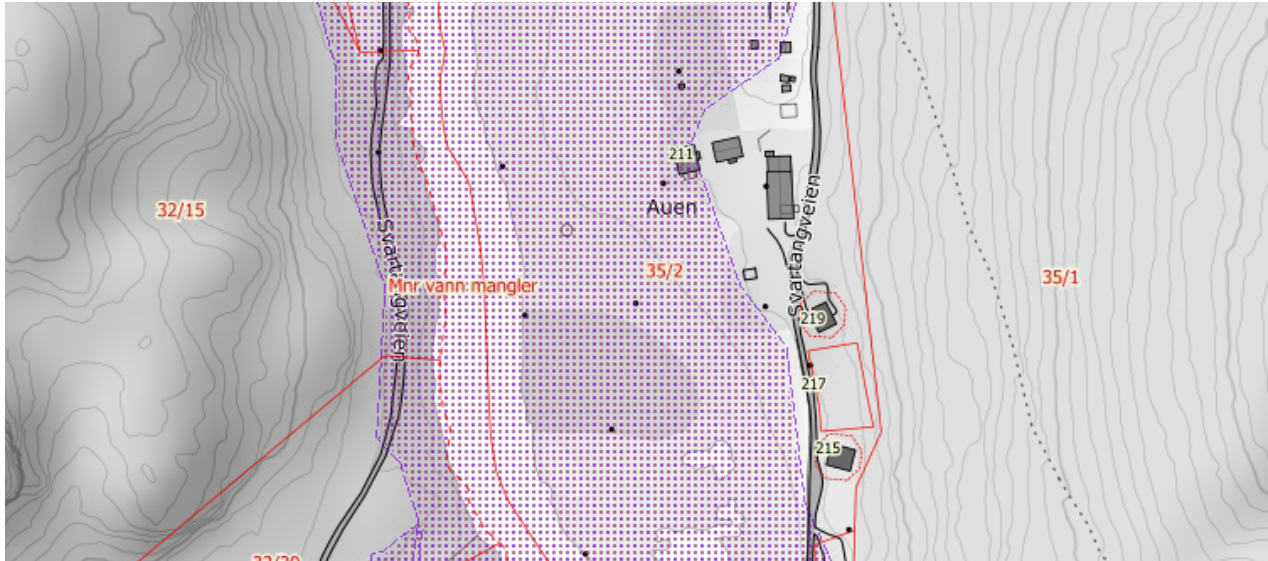 211
32/15
Auen
Svartangveien
Svartangveien
35/2
35/1
Mnr vann mangler
219
217
215